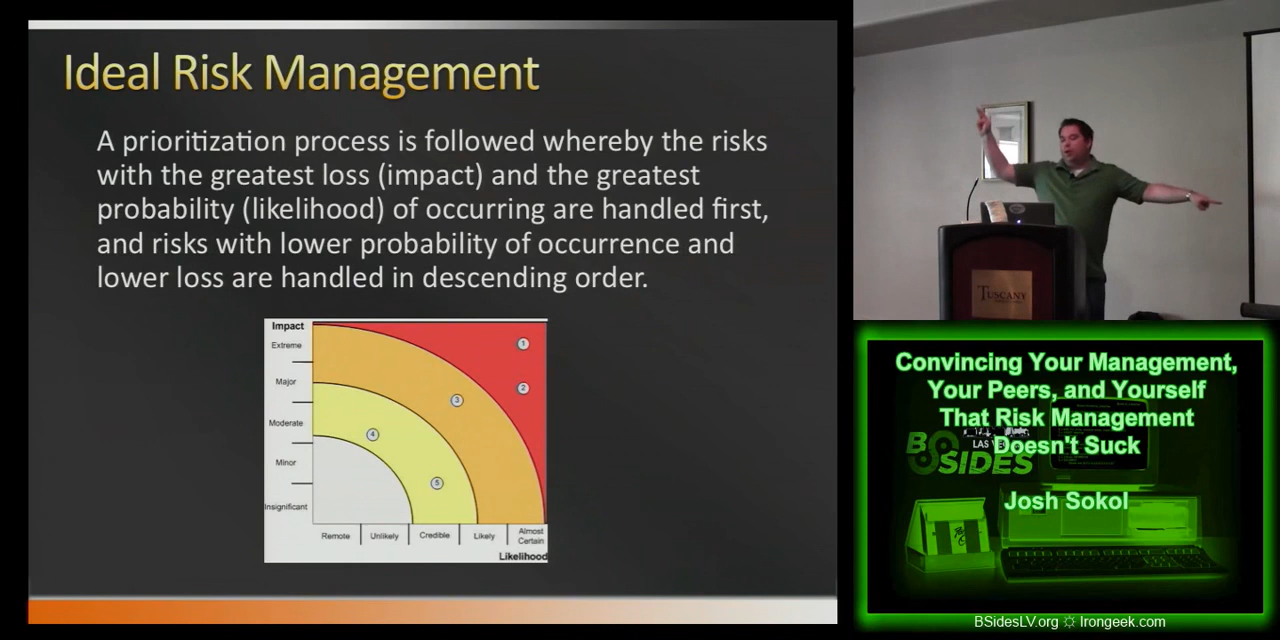 Ideal Risk Management
A prioritization process is followed whereby the risks
with the greatest loss (impact) and the greatest
probability (likelihood) of occurring are handled first,
and risks with lower probability of occurrence and
lower loss are handled in descending order.
Impact
Extreme
Major
Moderate
Minor
Insignificant
1
2
3
4
5
Remote
Unlikely
Credible
Likely
Almost
Certain
Likelihood
TUSCANY
Convincing Your Management,
Your Peers, and Yourself
That Risk Management
Doesn't Suck
BSIDES
LAS VE
Josh Sokol
BSidesLV.org ☼ Irongeek.com